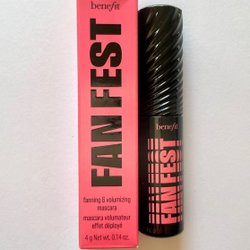 benefit
FAN FEST
fanning & volumizing
mascara
mascara volumateur
effet déployé
4 g Net wt. 0.14 oz.
benefit
FAN FEST